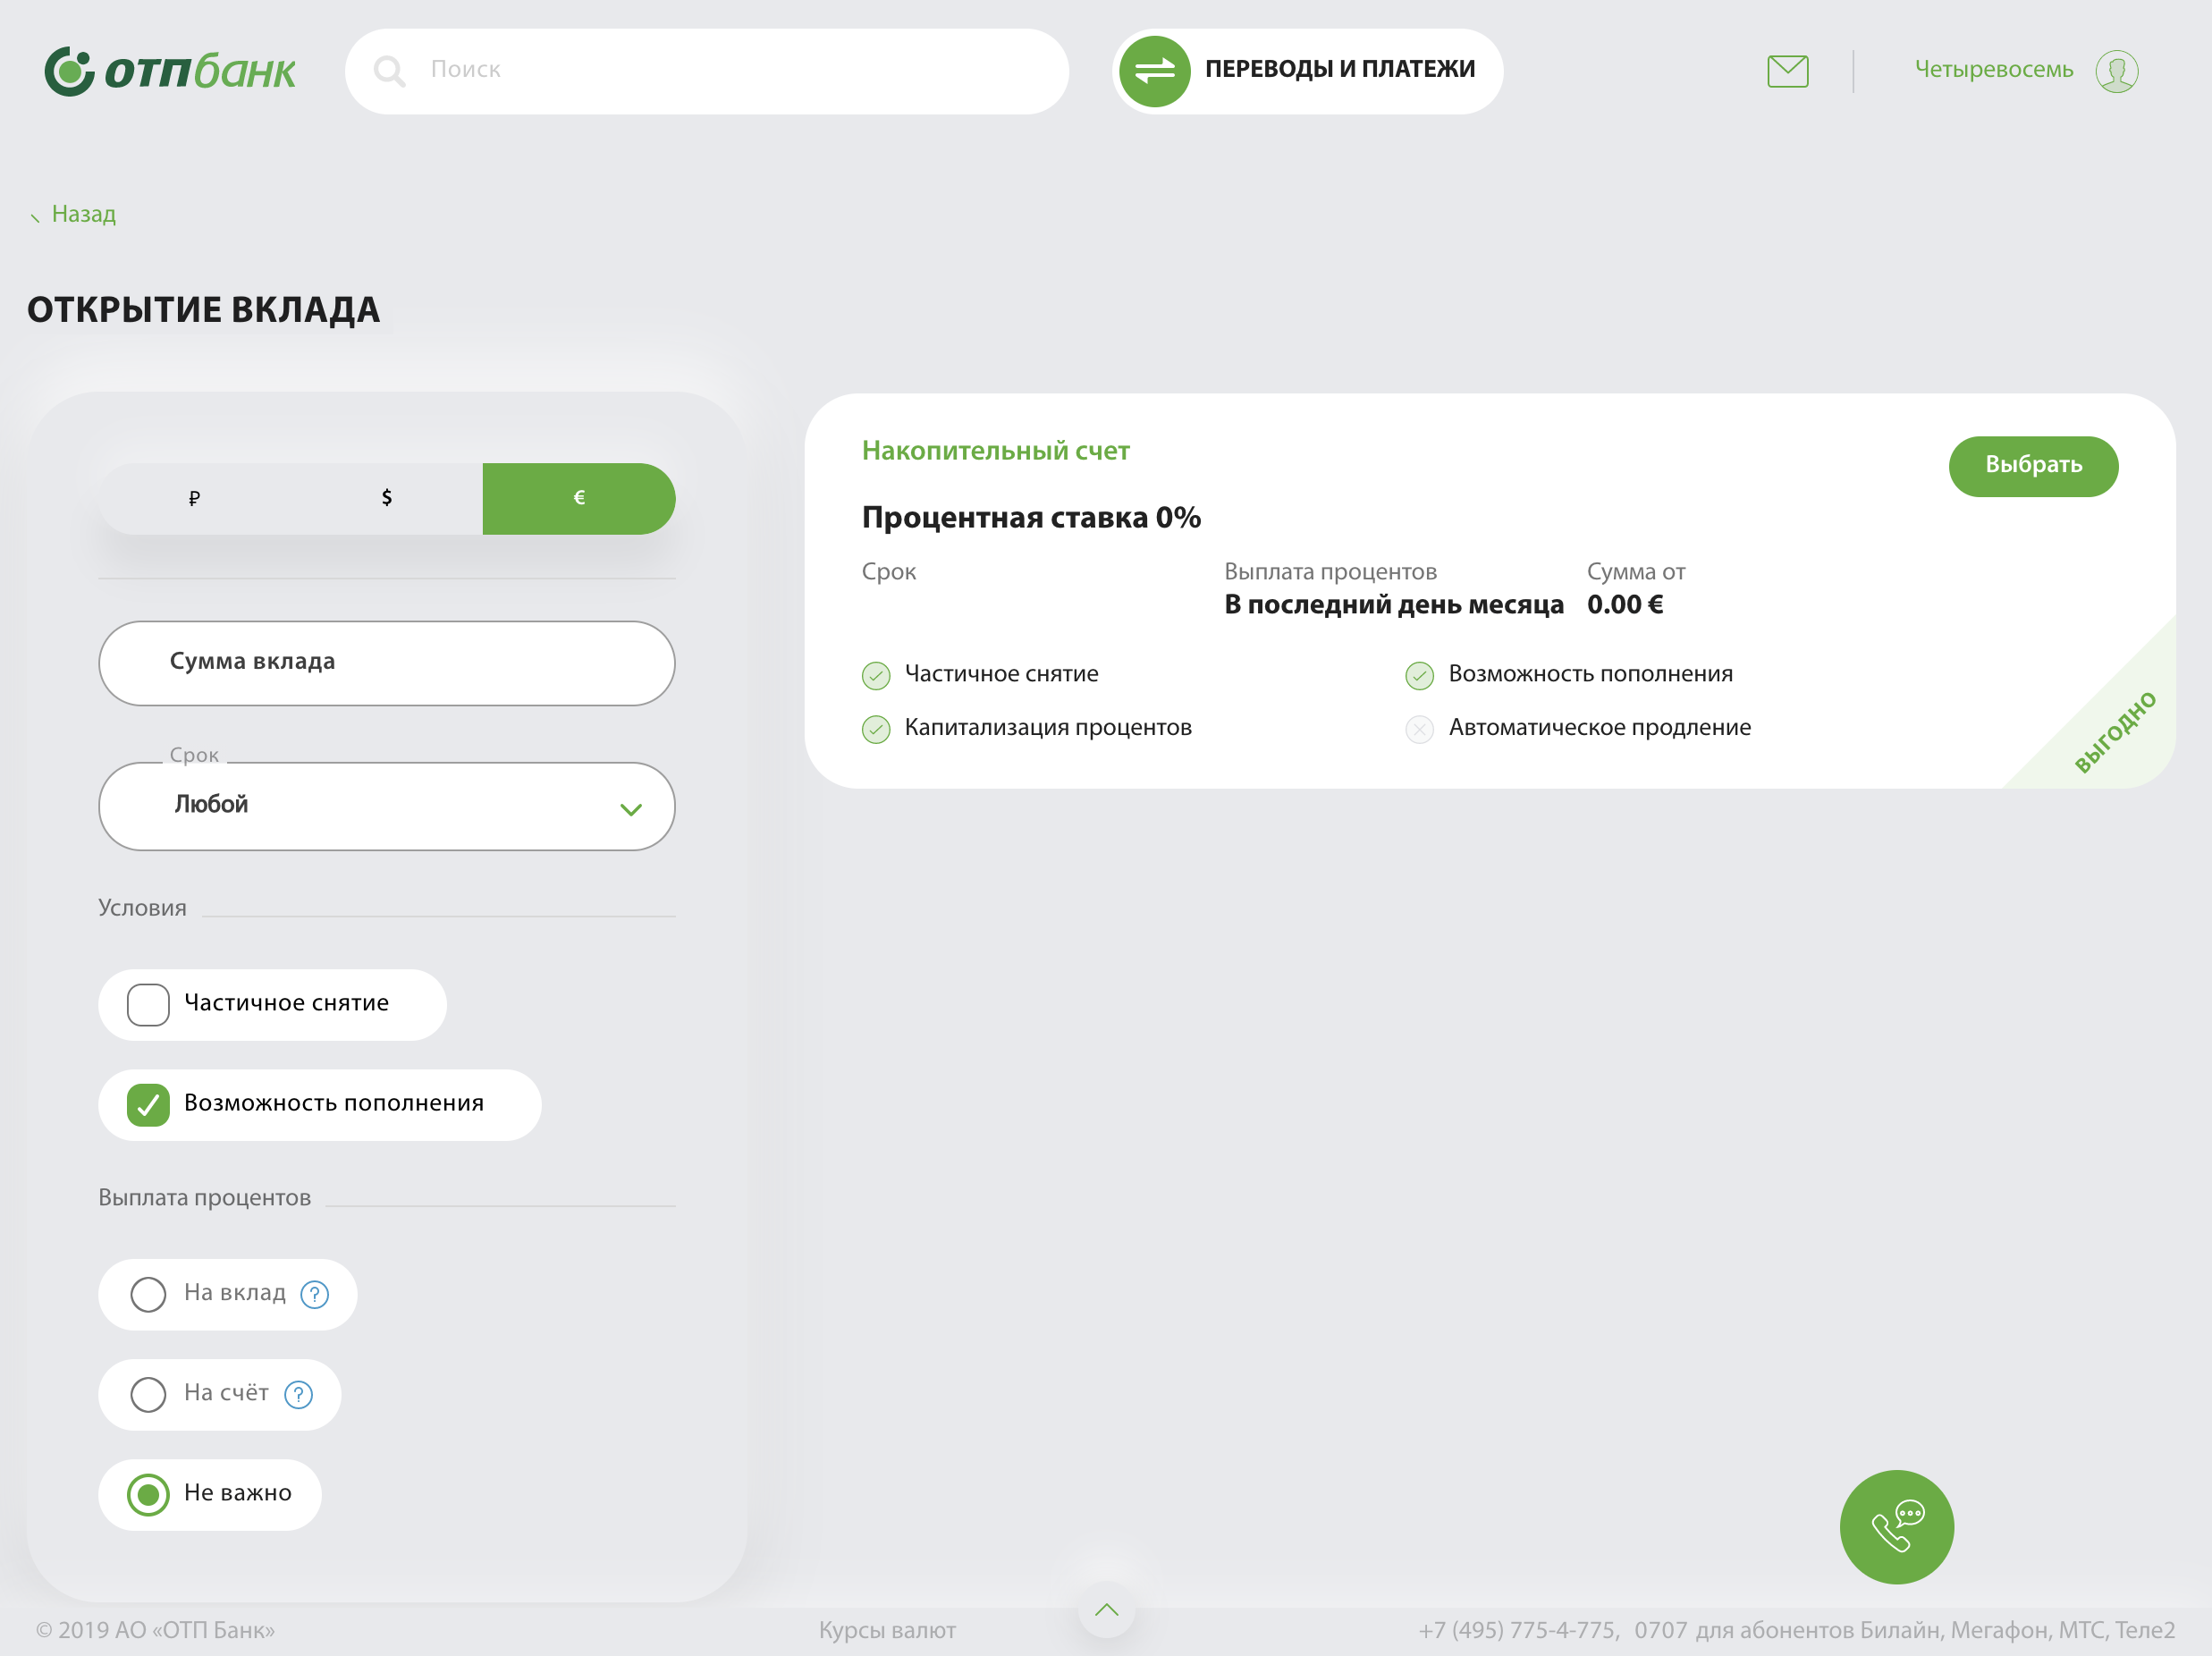 отпбанк
Поиск
ПЕРЕВОДЫ И ПЛАТЕЖИ
Четыревосемь
Назад
ОТКРЫТИЕ ВКЛАДА
₽ $ €
Сумма вклада
Срок
Любой
Условия
Частичное снятие
Возможность пополнения
Выплата процентов
На вклад ?
На счёт ?
Не важно
Накопительный счет
Выбрать
Процентная ставка 0%
Срок Выплата процентов Сумма от
В последний день месяца 0.00 €
Частичное снятие Возможность пополнения
Капитализация процентов Автоматическое продление
ВЫГОДНО
© 2019 АО «ОТП Банк» Курсы валют +7 (495) 775-4-775, 0707 для абонентов Билайн, Мегафон, МТС, Теле2